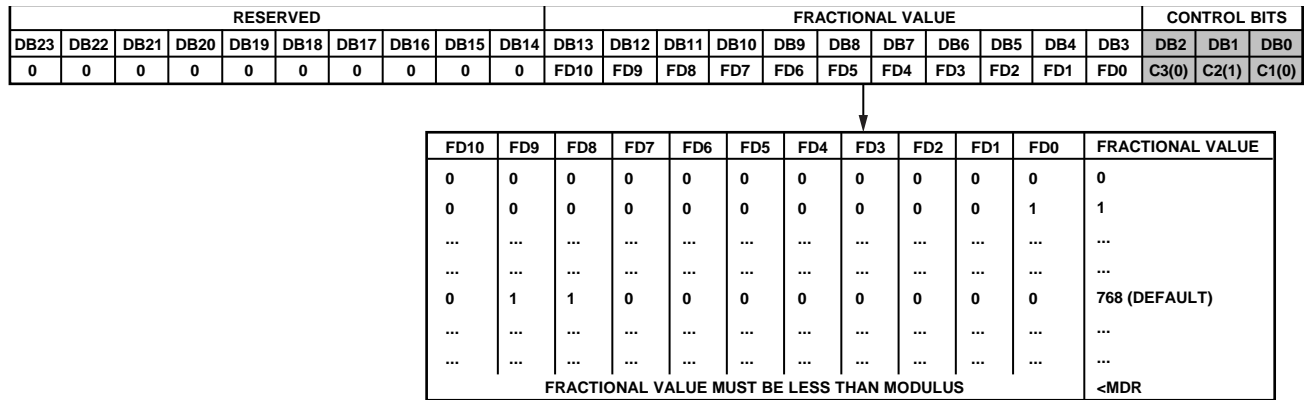 RESERVED FRACTIONAL VALUE CONTROL BITS
DB23 DB22 DB21 DB20 DB19 DB18 DB17 DB16 DB15 DB14 DB13 DB12 DB11 DB10 DB9 DB8 DB7 DB6 DB5 DB4 DB3 DB2 DB1 DB0
0 0 0 0 0 0 0 0 0 0 FD10 FD9 FD8 FD7 FD6 FD5 FD4 FD3 FD2 FD1 FD0 C3(0) C2(1) C1(0)
FD10 FD9 FD8 FD7 FD6 FD5 FD4 FD3 FD2 FD1 FD0 FRACTIONAL VALUE
0 0 0 0 0 0 0 0 0 0 0 0
0 0 0 0 0 0 0 0 0 0 1 1
... ... ... ... ... ... ... ... ... ... ... ...
... ... ... ... ... ... ... ... ... ... ... ...
0 1 1 0 0 0 0 0 0 0 0 768 (DEFAULT)
... ... ... ... ... ... ... ... ... ... ... ...
... ... ... ... ... ... ... ... ... ... ... ...
FRACTIONAL VALUE MUST BE LESS THAN MODULUS <MDR